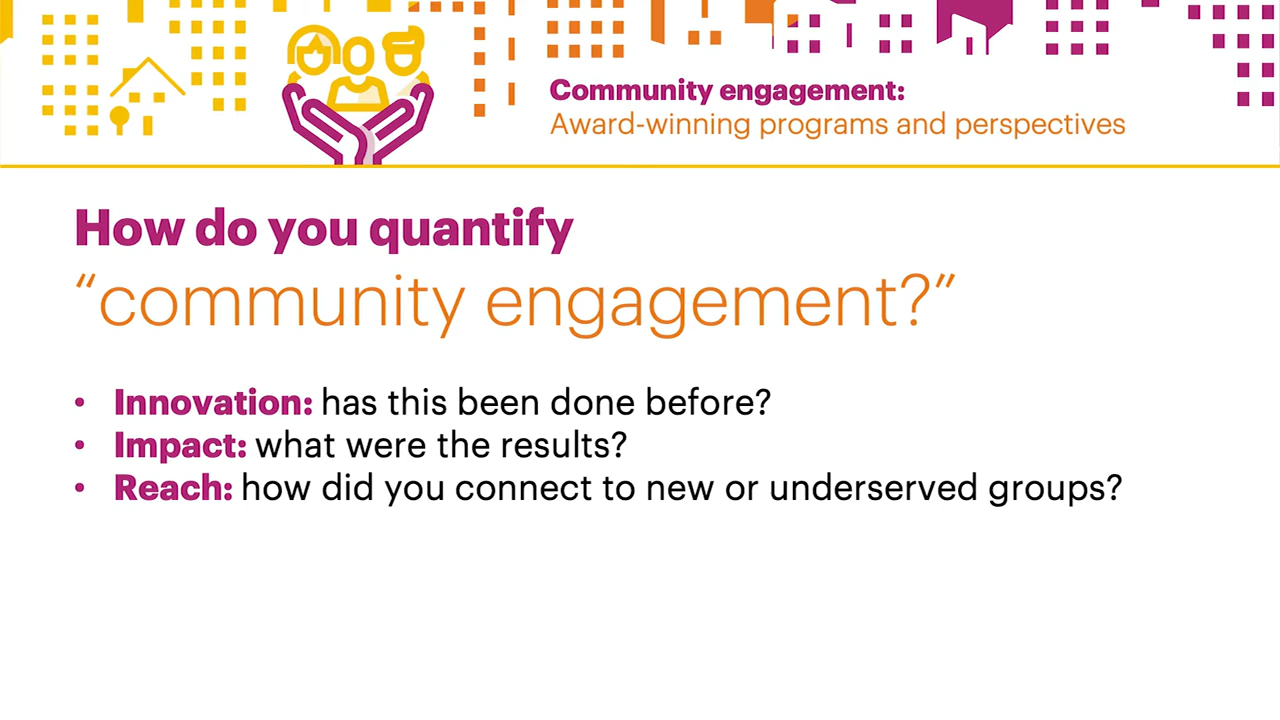 Community engagement:
Award-winning programs and perspectives
How do you quantify
“community engagement?”
• Innovation: has this been done before?
• Impact: what were the results?
• Reach: how did you connect to new or underserved groups?